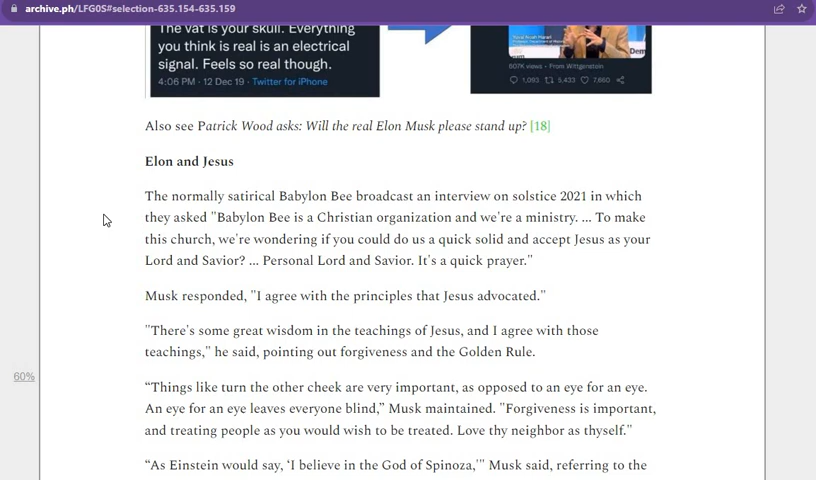 archive.ph/LFG0S#selection-635.154-635.159
The vat is your skull. Everything
you think is real is an electrical
signal. Feels so real though.
4:06 PM · 12 Dec 19 · Twitter for iPhone
607K views · From Wittgenstein
1,093 5,433 7,660
Also see Patrick Wood asks: Will the real Elon Musk please stand up? [18]
Elon and Jesus
The normally satirical Babylon Bee broadcast an interview on solstice 2021 in which
they asked "Babylon Bee is a Christian organization and we're a ministry. ... To make
this church, we're wondering if you could do us a quick solid and accept Jesus as your
Lord and Savior? ... Personal Lord and Savior. It's a quick prayer."
Musk responded, "I agree with the principles that Jesus advocated."
"There's some great wisdom in the teachings of Jesus, and I agree with those
teachings," he said, pointing out forgiveness and the Golden Rule.
60%
“Things like turn the other cheek are very important, as opposed to an eye for an eye.
An eye for an eye leaves everyone blind,” Musk maintained. "Forgiveness is important,
and treating people as you would wish to be treated. Love thy neighbor as thyself."
“As Einstein would say, ‘I believe in the God of Spinoza,'" Musk said, referring to the